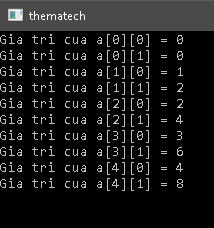 thematech
Gia tri cua a[0][0] = 0
Gia tri cua a[0][1] = 0
Gia tri cua a[1][0] = 1
Gia tri cua a[1][1] = 2
Gia tri cua a[2][0] = 2
Gia tri cua a[2][1] = 4
Gia tri cua a[3][0] = 3
Gia tri cua a[3][1] = 6
Gia tri cua a[4][0] = 4
Gia tri cua a[4][1] = 8